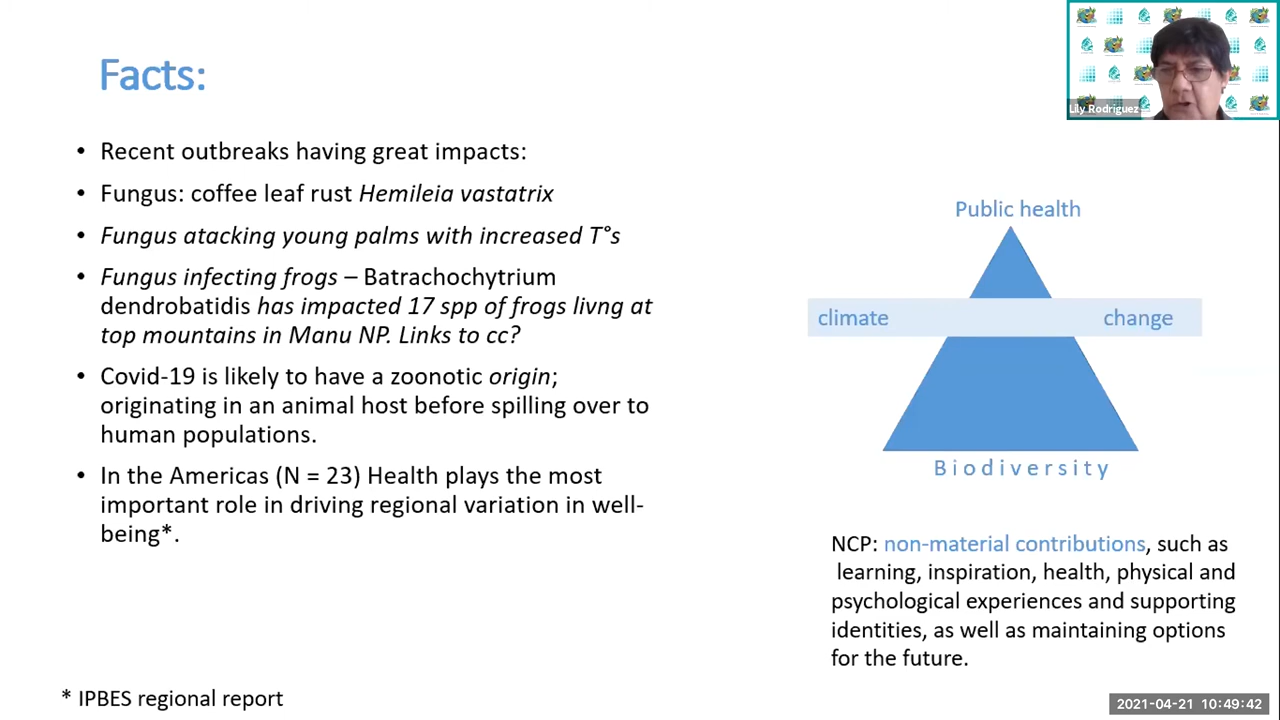 Facts:
• Recent outbreaks having great impacts:
• Fungus: coffee leaf rust Hemileia vastatrix
• Fungus atacking young palms with increased T°s
• Fungus infecting frogs – Batrachochytrium
dendrobatidis has impacted 17 spp of frogs livng at
top mountains in Manu NP. Links to cc?
• Covid-19 is likely to have a zoonotic origin;
originating in an animal host before spilling over to
human populations.
• In the Americas (N = 23) Health plays the most
important role in driving regional variation in well-
being*.
* IPBES regional report
Lily Rodriguez
Public health
climate change
Biodiversity
NCP: non-material contributions, such as
learning, inspiration, health, physical and
psychological experiences and supporting
identities, as well as maintaining options
for the future.
2021-04-21 10:49:42